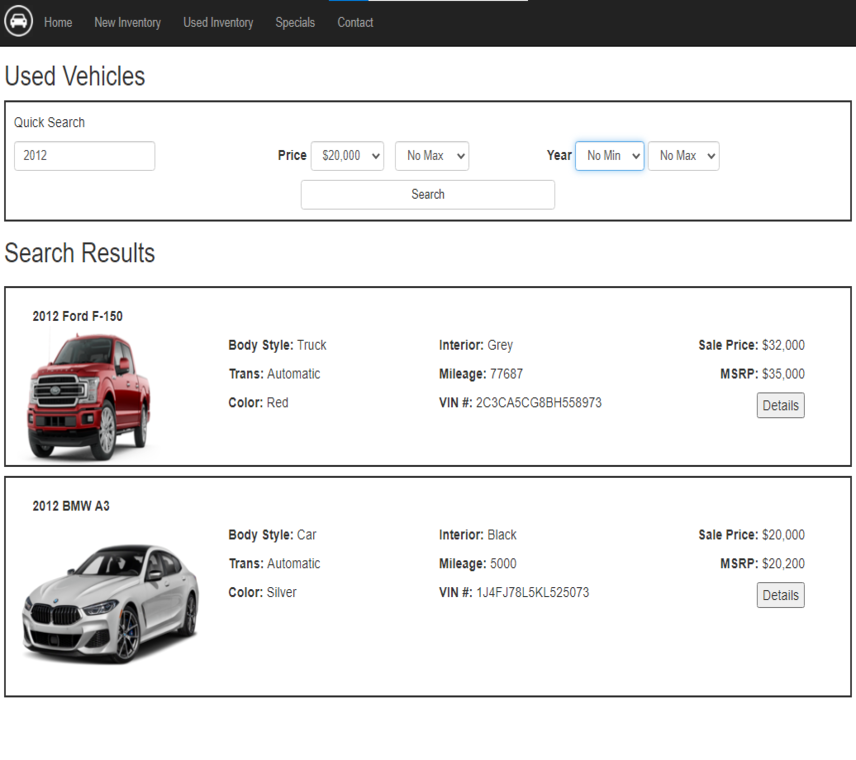 Home New Inventory Used Inventory Specials Contact
Used Vehicles
Quick Search
2012 Price $20,000 No Max Year No Min No Max
Search
Search Results
2012 Ford F-150
Body Style: Truck Interior: Grey Sale Price: $32,000
Trans: Automatic Mileage: 77687 MSRP: $35,000
Color: Red VIN #: 2C3CA5CG8BH558973 Details
2012 BMW A3
Body Style: Car Interior: Black Sale Price: $20,000
Trans: Automatic Mileage: 5000 MSRP: $20,200
Color: Silver VIN #: 1J4FJ78L5KL525073 Details